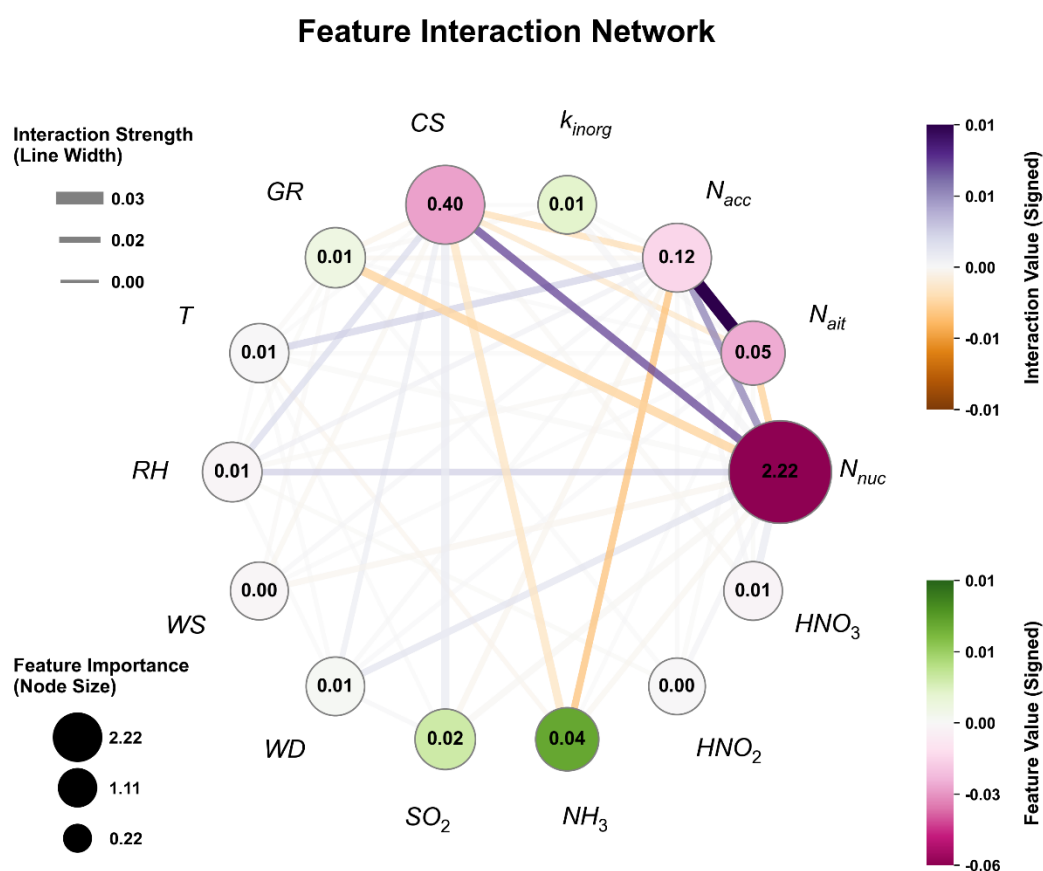 Feature Interaction Network
Interaction Strength
(Line Width)
0.03
0.02
0.00
CS
k_inorg
GR
N_acc
T
N_ait
RH
N_nuc
WS
HNO₃
WD
HNO₂
SO₂
NH₃
0.40
0.01
0.01
0.12
0.01
0.05
0.01
2.22
0.00
0.01
0.01
0.00
0.02
0.04
Feature Importance
(Node Size)
2.22
1.11
0.22
0.01
0.01
0.00
-0.01
-0.01
Interaction Value (Signed)
0.01
0.01
0.00
-0.03
-0.06
Feature Value (Signed)